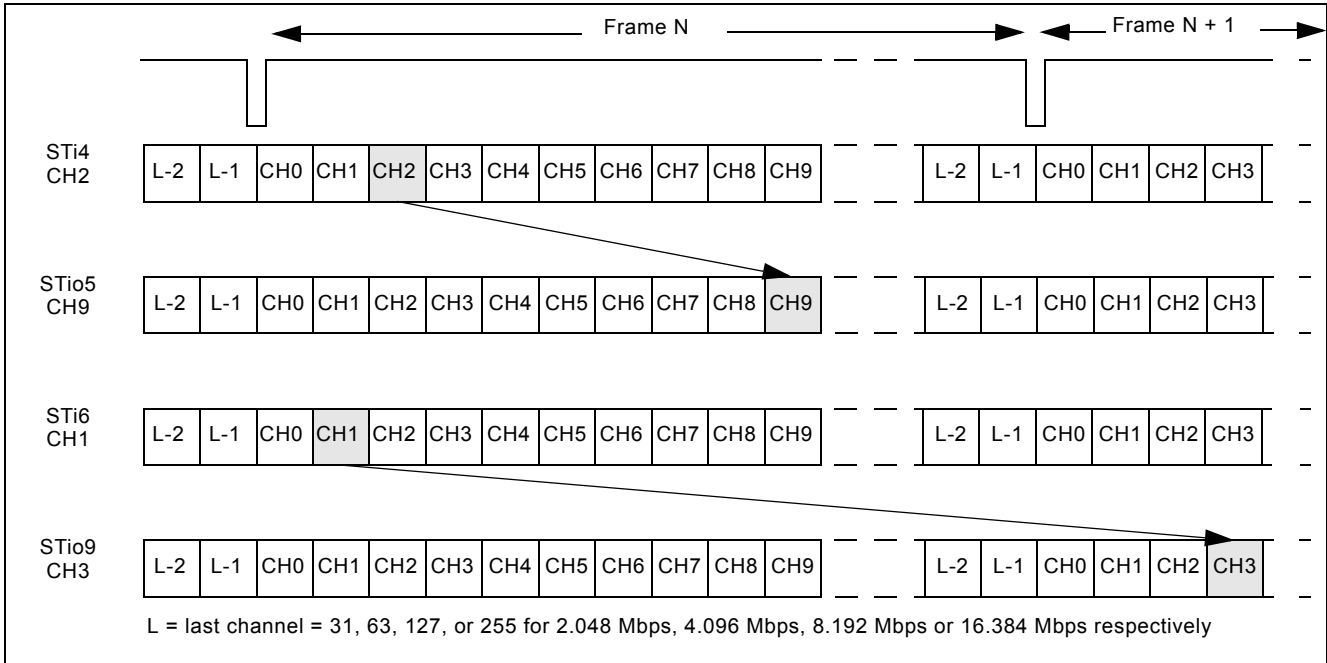 Frame N
Frame N + 1
STi4
CH2
L-2 L-1 CH0 CH1 CH2 CH3 CH4 CH5 CH6 CH7 CH8 CH9 L-2 L-1 CH0 CH1 CH2 CH3
STio5
CH9
L-2 L-1 CH0 CH1 CH2 CH3 CH4 CH5 CH6 CH7 CH8 CH9 L-2 L-1 CH0 CH1 CH2 CH3
STi6
CH1
L-2 L-1 CH0 CH1 CH2 CH3 CH4 CH5 CH6 CH7 CH8 CH9 L-2 L-1 CH0 CH1 CH2 CH3
STio9
CH3
L-2 L-1 CH0 CH1 CH2 CH3 CH4 CH5 CH6 CH7 CH8 CH9 L-2 L-1 CH0 CH1 CH2 CH3
L = last channel = 31, 63, 127, or 255 for 2.048 Mbps, 4.096 Mbps, 8.192 Mbps or 16.384 Mbps respectively